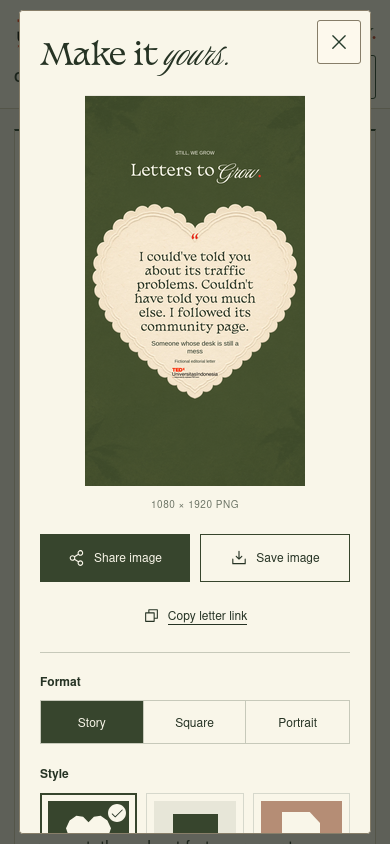 Make it yours.
STILL, WE GROW
Letters to Grow.
“
I could've told you
about its traffic
problems. Couldn't
have told you much
else. I followed its
community page.
Someone whose desk is still a
mess
Fictional editorial letter
TEDx
UniversitasIndonesia
1080 × 1920 PNG
Share image
Save image
Copy letter link
Format
Story
Square
Portrait
Style